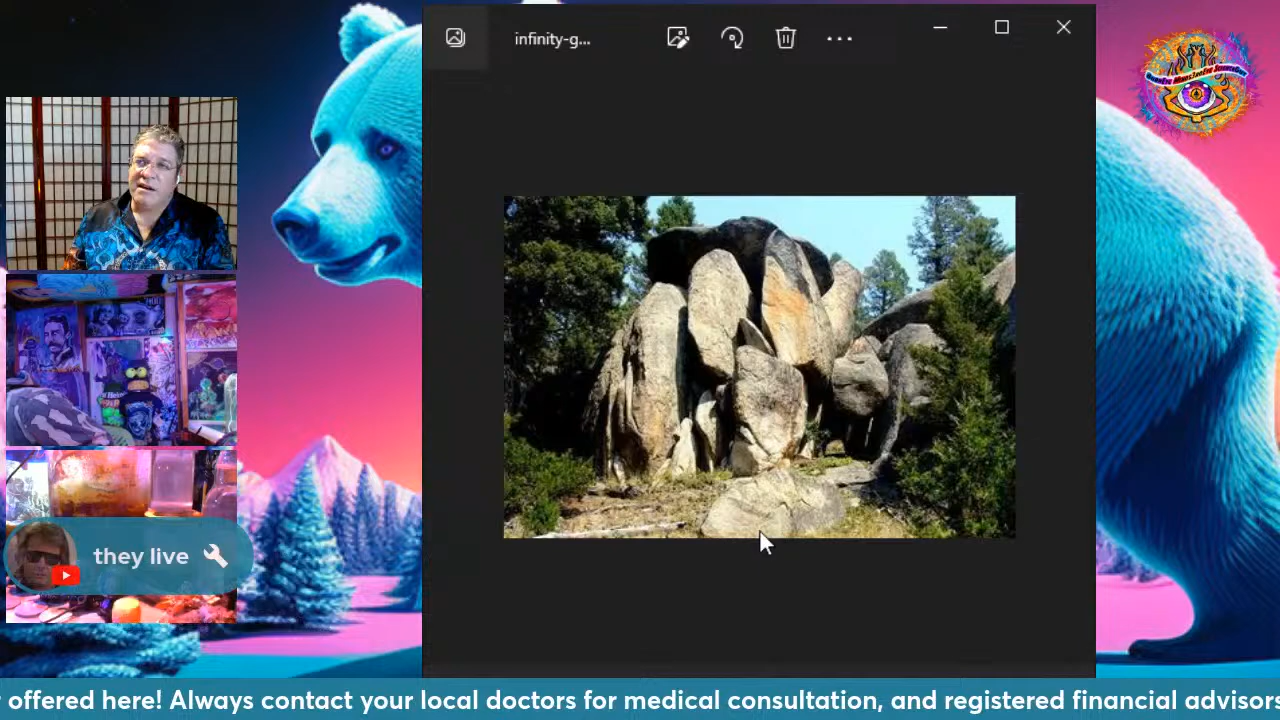 infinity-g...
they live
offered here! Always contact your local doctors for medical consultation, and registered financial advisors